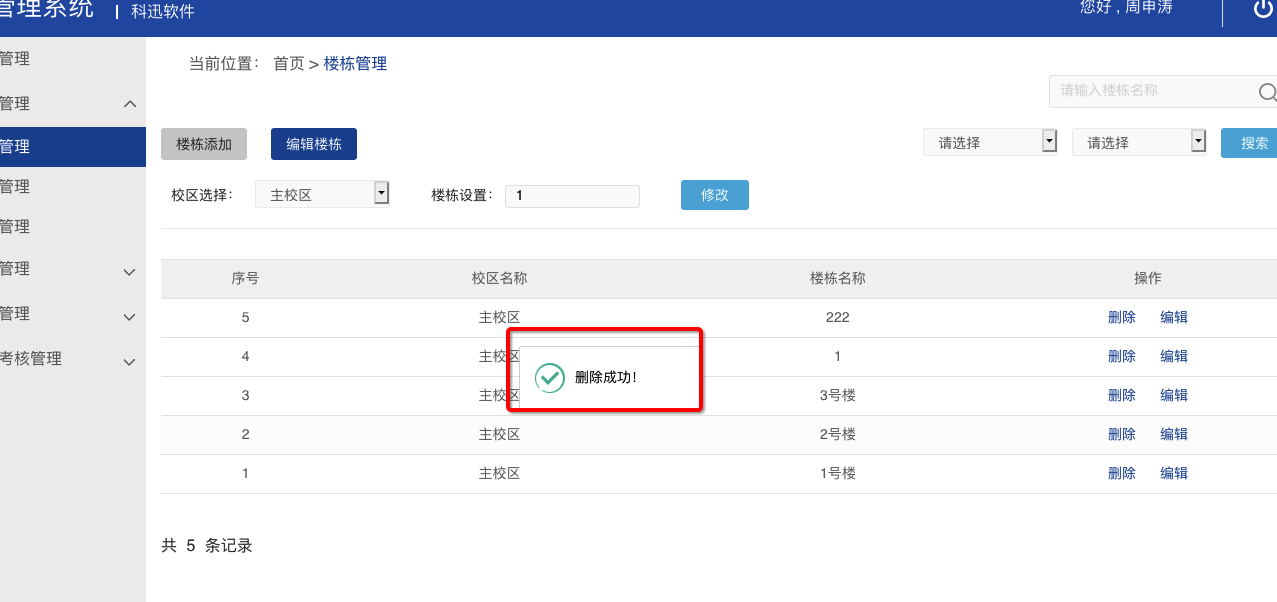 管理系统 | 科迅软件
您好 , 周申涛
管理
管理
管理
管理
管理
管理
管理
考核管理
当前位置： 首页 > 楼栋管理
请输入楼栋名称
楼栋添加 编辑楼栋
请选择 请选择 搜索
校区选择： 主校区 楼栋设置： 1 修改
序号 校区名称 楼栋名称 操作
5 主校区 222 删除 编辑
4 主校区 1 删除 编辑
删除成功！
3 主校区 3号楼 删除 编辑
2 主校区 2号楼 删除 编辑
1 主校区 1号楼 删除 编辑
共 5 条记录